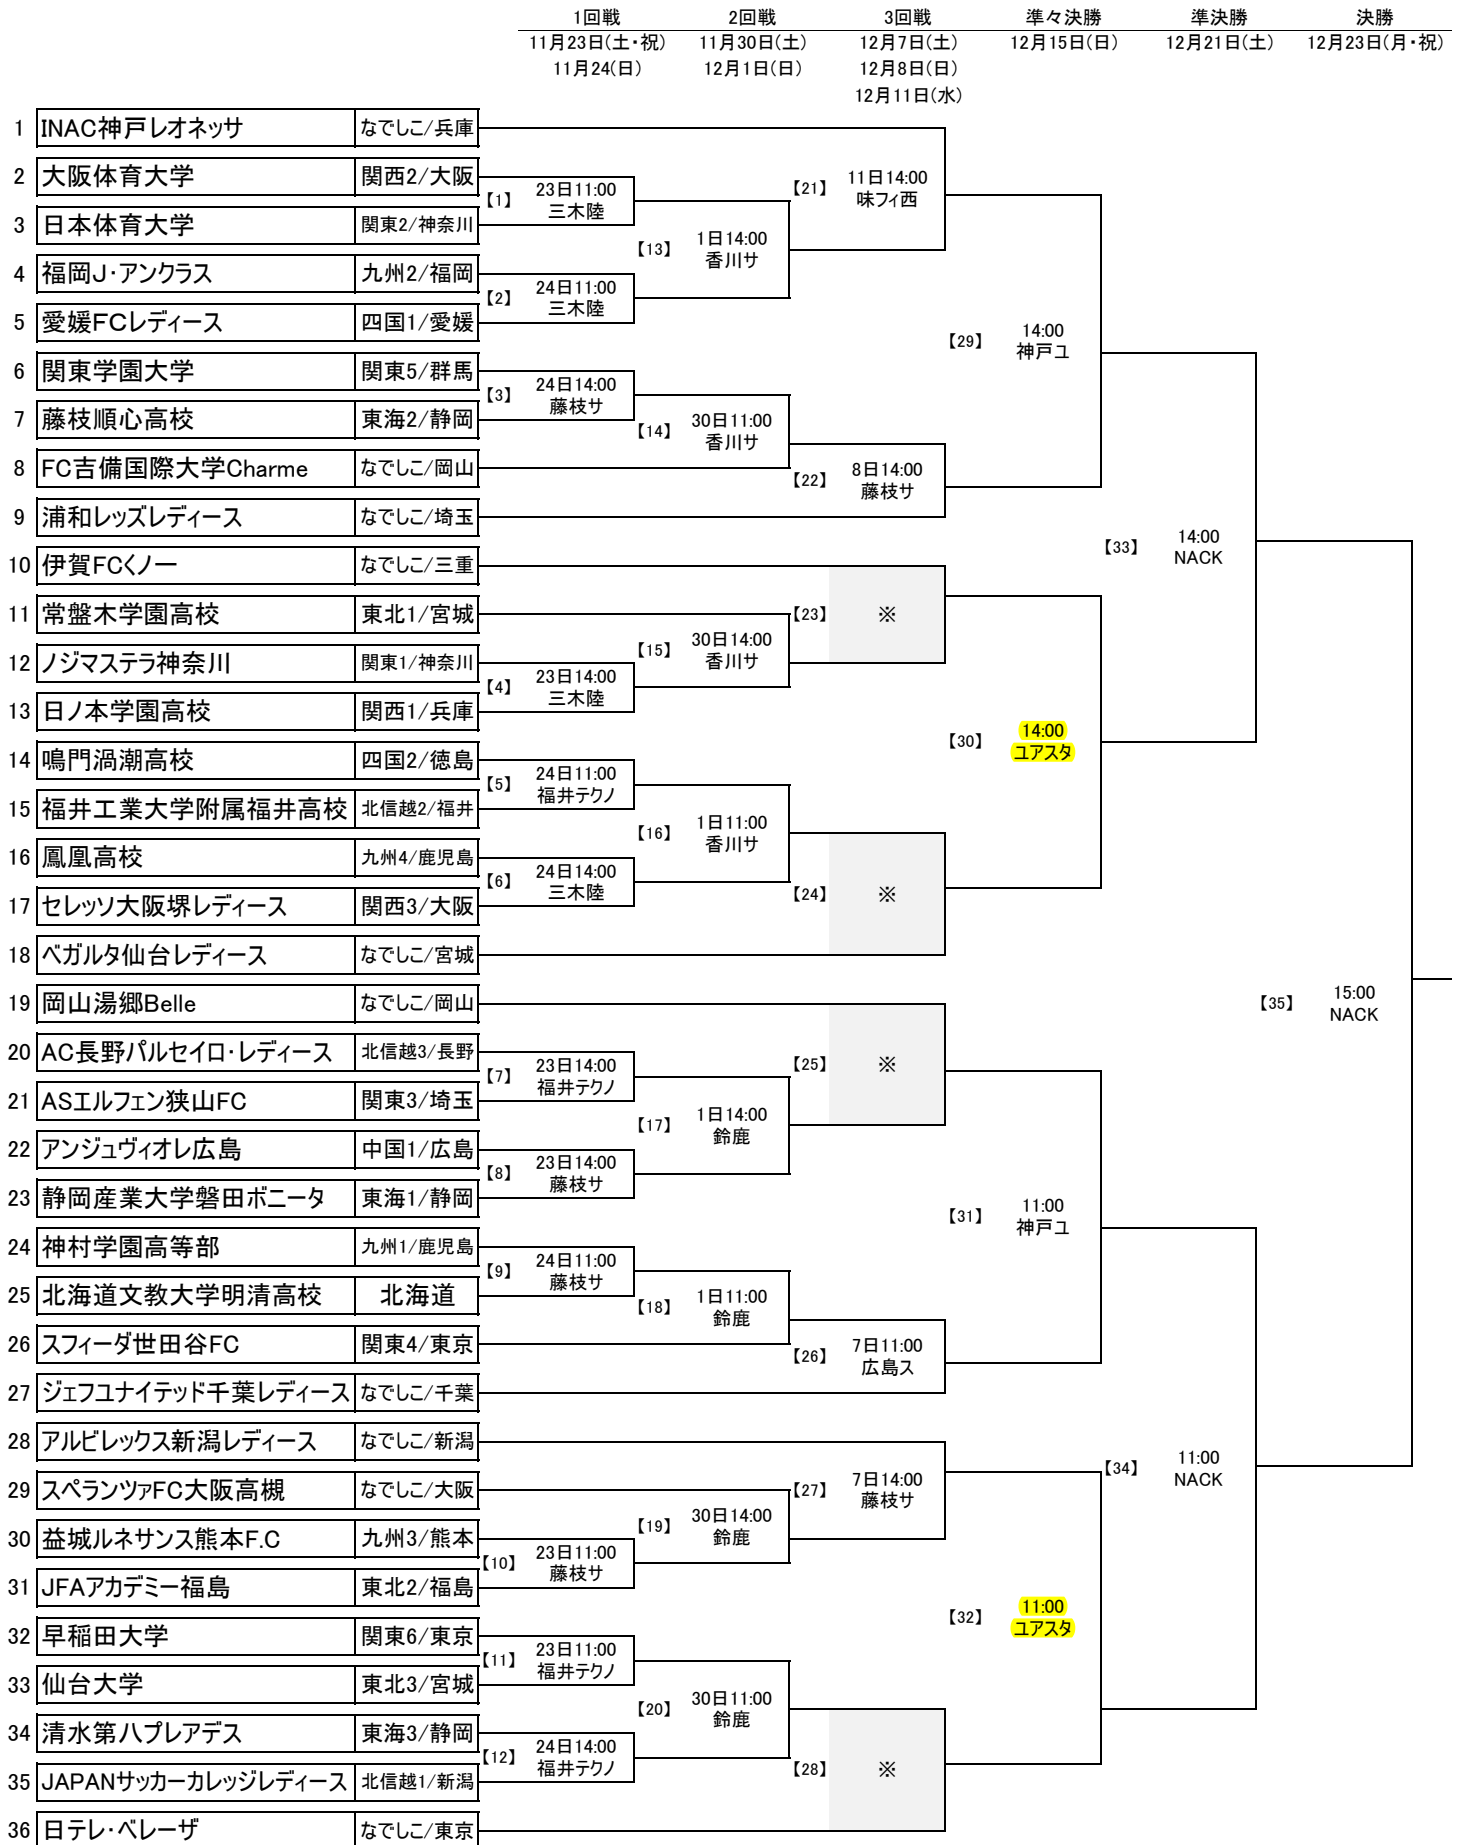 1回戦 2回戦 3回戦 準々決勝 準決勝 決勝
11月23日(土・祝) 11月30日(土) 12月7日(土) 12月15日(日) 12月21日(土) 12月23日(月・祝)
11月24(日) 12月1日(日) 12月8日(日)
12月11日(水)
1 INAC神戸レオネッサ なでしこ/兵庫
2 大阪体育大学 関西2/大阪
【1】 23日11:00
三木陸
【21】 11日14:00
味フィ西
3 日本体育大学 関東2/神奈川
【13】 1日14:00
香川サ
4 福岡J・アンクラス 九州2/福岡
【2】 24日11:00
三木陸
5 愛媛FCレディース 四国1/愛媛
【29】 14:00
神戸ユ
6 関東学園大学 関東5/群馬
【3】 24日14:00
藤枝サ
7 藤枝順心高校 東海2/静岡
【14】 30日11:00
香川サ
8 FC吉備国際大学Charme なでしこ/岡山
【22】 8日14:00
藤枝サ
9 浦和レッズレディース なでしこ/埼玉
【33】 14:00
NACK
10 伊賀FCくノ一 なでしこ/三重
11 常盤木学園高校 東北1/宮城
【23】 ※
【15】 30日14:00
香川サ
12 ノジマステラ神奈川 関東1/神奈川
【4】 23日14:00
三木陸
13 日ノ本学園高校 関西1/兵庫
【30】 14:00
ユアスタ
14 鳴門渦潮高校 四国2/徳島
【5】 24日11:00
福井テクノ
15 福井工業大学附属福井高校 北信越2/福井
【16】 1日11:00
香川サ
16 鳳凰高校 九州4/鹿児島
【6】 24日14:00
三木陸
【24】 ※
17 セレッソ大阪堺レディース 関西3/大阪
18 ベガルタ仙台レディース なでしこ/宮城
19 岡山湯郷Belle なでしこ/岡山
【35】 15:00
NACK
20 AC長野パルセイロ・レディース 北信越3/長野
【7】 23日14:00
福井テクノ
【25】 ※
21 ASエルフェン狭山FC 関東3/埼玉
【17】 1日14:00
鈴鹿
22 アンジュヴィオレ広島 中国1/広島
【8】 23日14:00
藤枝サ
23 静岡産業大学磐田ボニータ 東海1/静岡
【31】 11:00
神戸ユ
24 神村学園高等部 九州1/鹿児島
【9】 24日11:00
藤枝サ
25 北海道文教大学明清高校 北海道
【18】 1日11:00
鈴鹿
26 スフィーダ世田谷FC 関東4/東京
【26】 7日11:00
広島ス
27 ジェフユナイテッド千葉レディース なでしこ/千葉
28 アルビレックス新潟レディース なでしこ/新潟
【34】 11:00
NACK
29 スペランツァFC大阪高槻 なでしこ/大阪
【27】 7日14:00
藤枝サ
【19】 30日14:00
鈴鹿
30 益城ルネサンス熊本F.C 九州3/熊本
【10】 23日11:00
藤枝サ
31 JFAアカデミー福島 東北2/福島
【32】 11:00
ユアスタ
32 早稲田大学 関東6/東京
【11】 23日11:00
福井テクノ
33 仙台大学 東北3/宮城
【20】 30日11:00
鈴鹿
34 清水第八プレアデス 東海3/静岡
【12】 24日14:00
福井テクノ
【28】 ※
35 JAPANサッカーカレッジレディース 北信越1/新潟
36 日テレ・ベレーザ なでしこ/東京